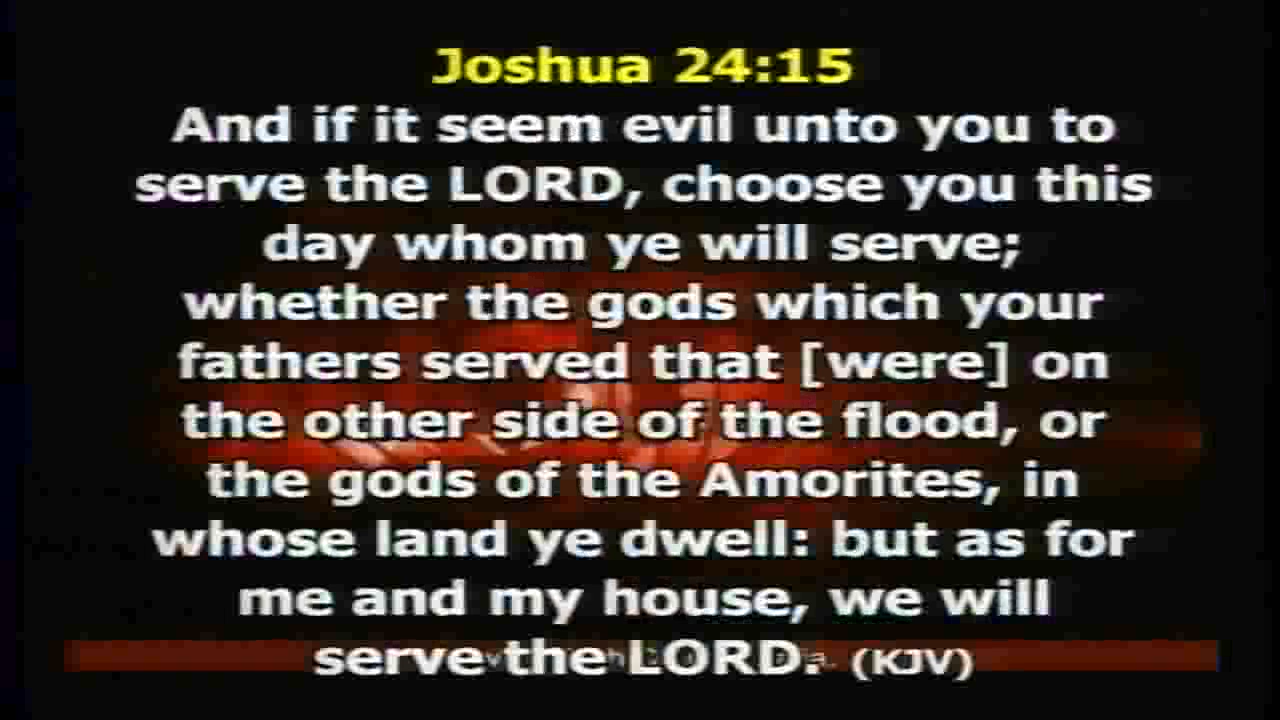 Joshua 24:15
And if it seem evil unto you to
serve the LORD, choose you this
day whom ye will serve;
whether the gods which your
fathers served that [were] on
the other side of the flood, or
the gods of the Amorites, in
whose land ye dwell: but as for
me and my house, we will
serve the LORD. (KJV)